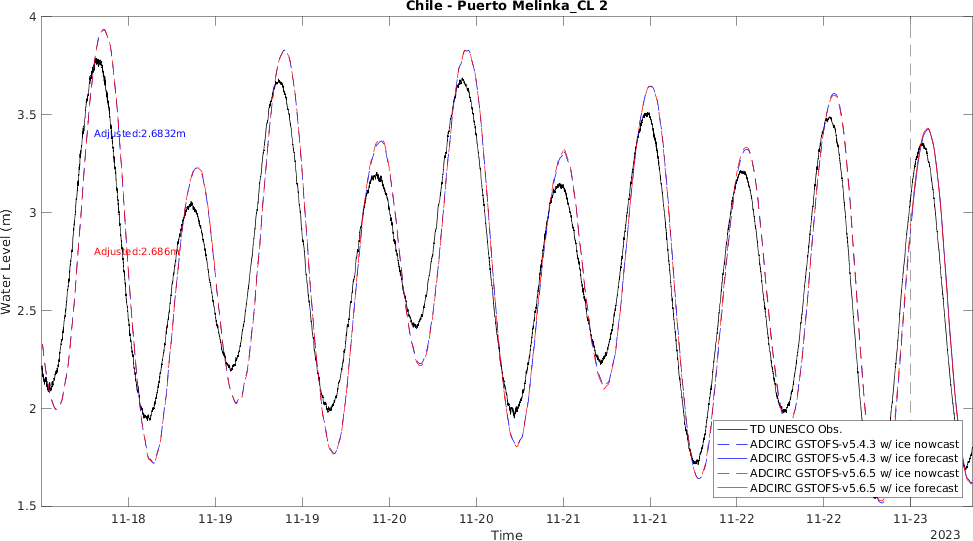 Chile - Puerto Melinka_CL 2
4
3.5
3
2.5
2
1.5
Water Level (m)
Adjusted:2.6832m
Adjusted:2.686m
TD UNESCO Obs.
ADCIRC GSTOFS-v5.4.3 w/ ice nowcast
ADCIRC GSTOFS-v5.4.3 w/ ice forecast
ADCIRC GSTOFS-v5.6.5 w/ ice nowcast
ADCIRC GSTOFS-v5.6.5 w/ ice forecast
11-18 11-19 11-19 11-20 11-20 11-21 11-21 11-22 11-22 11-23
Time
2023